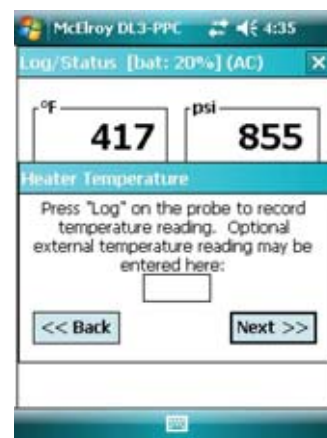 McElroy DL3-PPC 4:35
Log/Status [bat: 20%] (AC) X
°F psi
417 855
Heater Temperature
Press "Log" on the probe to record
temperature reading. Optional
external temperature reading may be
entered here:
<< Back Next >>